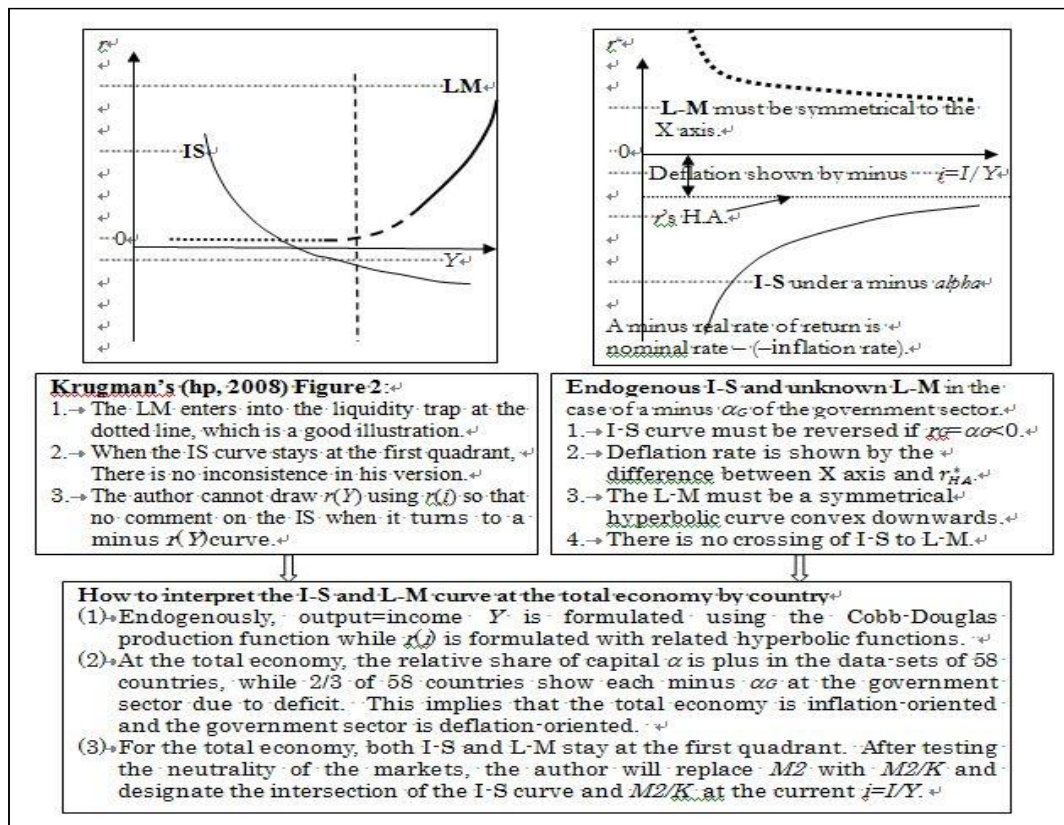 r
LM
IS
0
Y
r*
L-M must be symmetrical to the
X axis.
0
Deflation shown by minus i=I/Y
r's H.A.
I-S under a minus alpha
A minus real rate of return is
nominal rate – (–inflation rate).
Krugman's (hp, 2008) Figure 2:
1. The LM enters into the liquidity trap at the
dotted line, which is a good illustration.
2. When the IS curve stays at the first quadrant,
There is no inconsistence in his version.
3. The author cannot draw r(Y) using r(i) so that
no comment on the IS when it turns to a
minus r(Y)curve.
Endogenous I-S and unknown L-M in the
case of a minus αG of the government sector.
1. I-S curve must be reversed if rG=αG<0.
2. Deflation rate is shown by the
difference between X axis and r*HA.
3. The L-M must be a symmetrical
hyperbolic curve convex downwards.
4. There is no crossing of I-S to L-M.
How to interpret the I-S and L-M curve at the total economy by country
(1) Endogenously, output=income Y is formulated using the Cobb-Douglas
production function while r(i) is formulated with related hyperbolic functions.
(2) At the total economy, the relative share of capital α is plus in the data-sets of 58
countries, while 2/3 of 58 countries show each minus αG at the government
sector due to deficit. This implies that the total economy is inflation-oriented
and the government sector is deflation-oriented.
(3) For the total economy, both I-S and L-M stay at the first quadrant. After testing
the neutrality of the markets, the author will replace M2 with M2/K and
designate the intersection of the I-S curve and M2/K at the current i=I/Y.